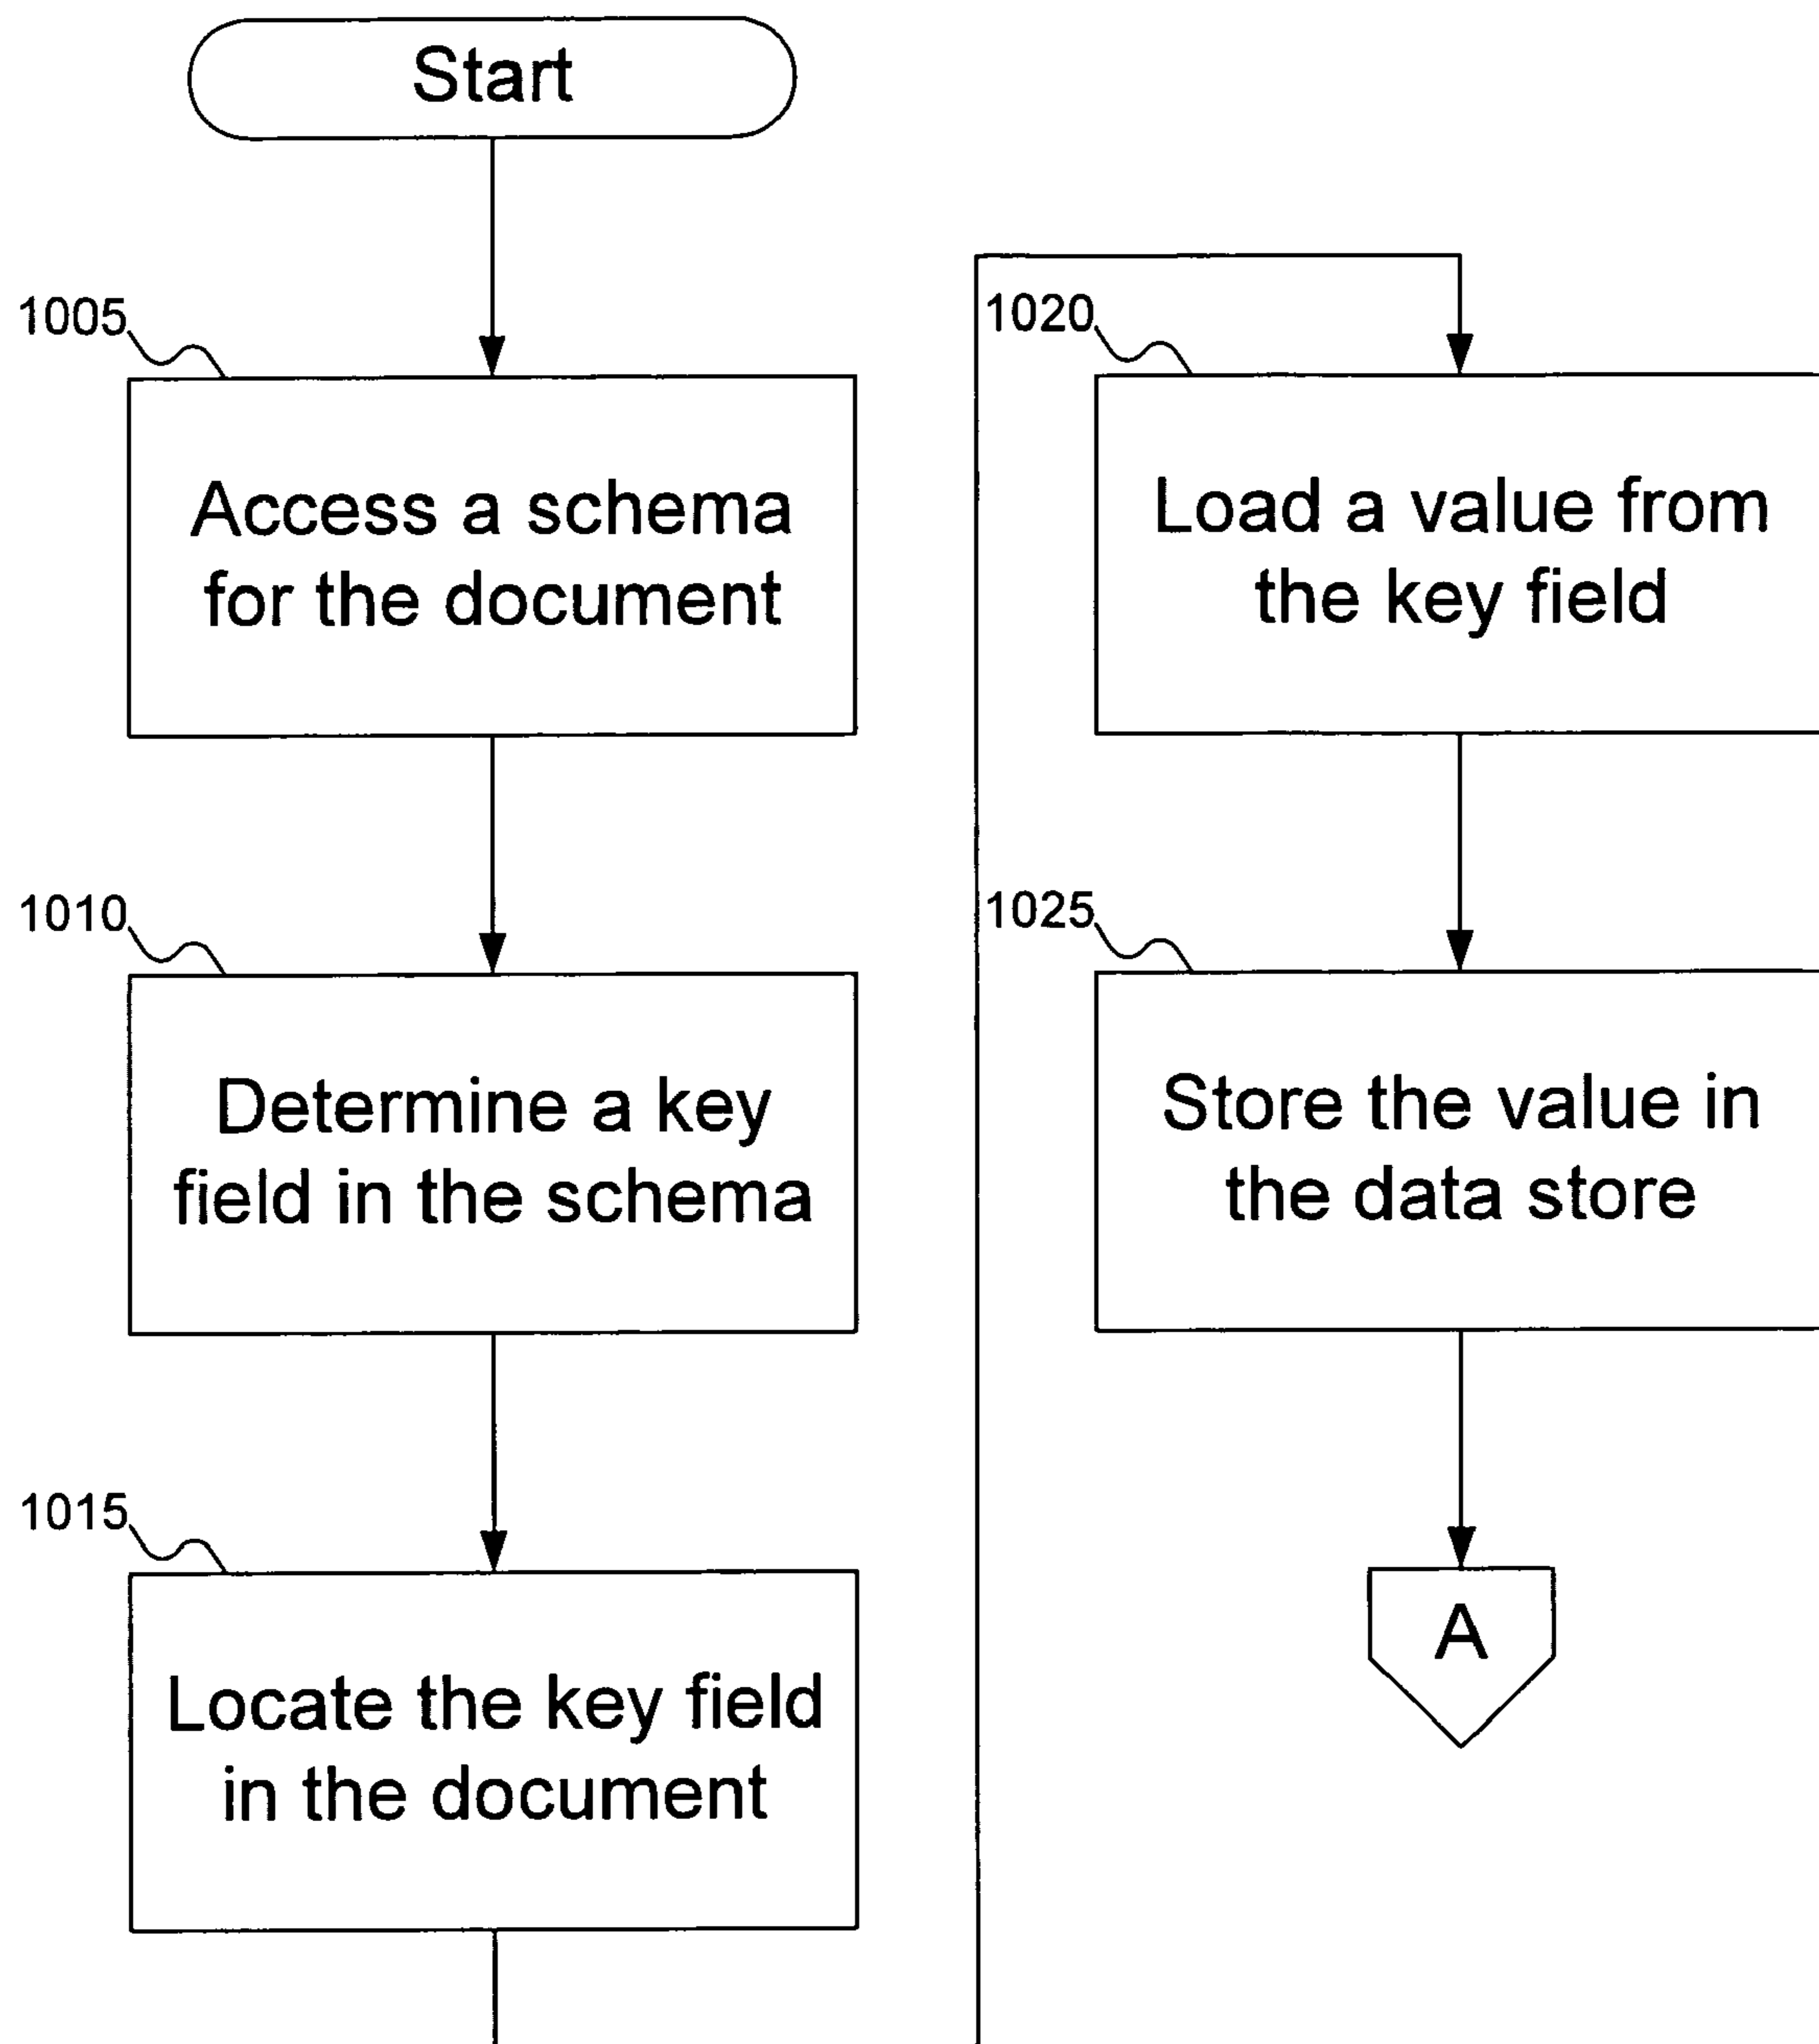 Start
1005
Access a schema
for the document
1010
Determine a key
field in the schema
1015
Locate the key field
in the document
1020
Load a value from
the key field
1025
Store the value in
the data store
A